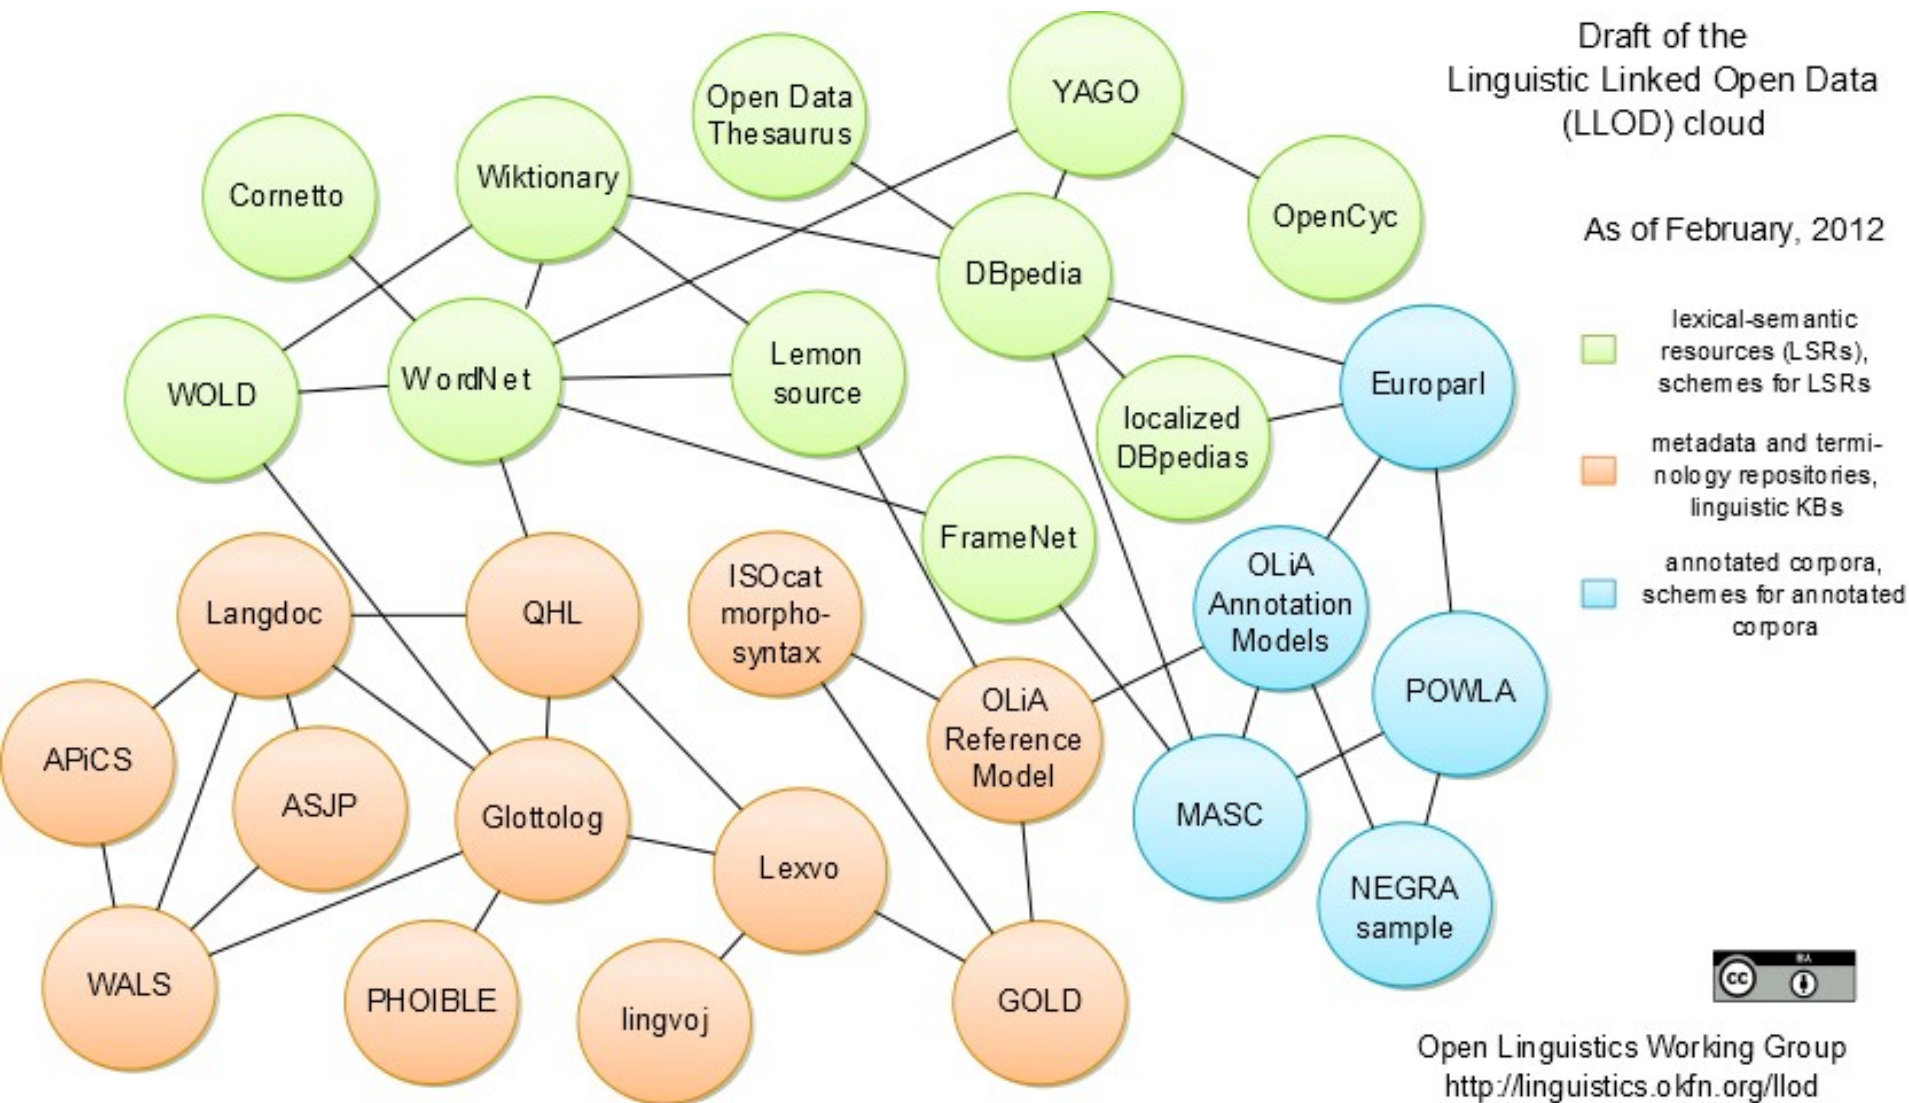 Draft of the
Linguistic Linked Open Data
(LLOD) cloud
As of February, 2012
lexical-semantic
resources (LSRs),
schemes for LSRs
metadata and termi-
nology repositories,
linguistic KBs
annotated corpora,
schemes for annotated
corpora
Open Data
Thesaurus
YAGO
Cornetto
Wiktionary
OpenCyc
DBpedia
WOLD
WordNet
Lemon
source
Europarl
localized
DBpedias
FrameNet
Langdoc
QHL
ISOcat
morpho-
syntax
OLiA
Annotation
Models
OLiA
Reference
Model
POWLA
APiCS
ASJP
Glottolog
Lexvo
MASC
NEGRA
sample
WALS
PHOIBLE
lingvoj
GOLD
cc
Open Linguistics Working Group
http://linguistics.okfn.org/llod